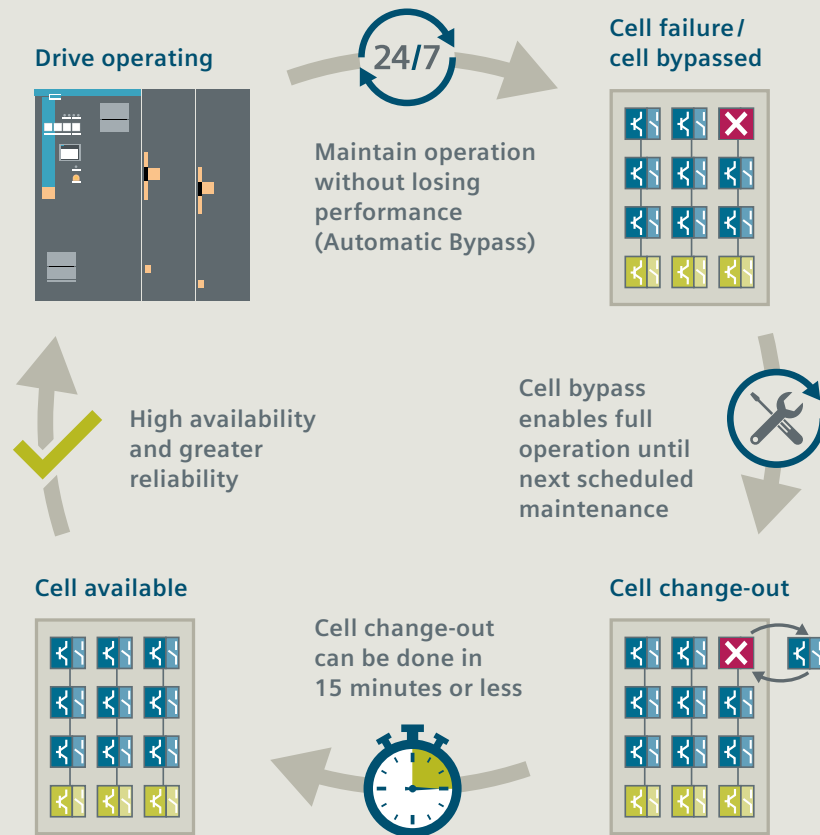 Drive operating
24/7
Cell failure/
cell bypassed
Maintain operation
without losing
performance
(Automatic Bypass)
High availability
and greater
reliability
Cell bypass
enables full
operation until
next scheduled
maintenance
Cell available
Cell change-out
can be done in
15 minutes or less
Cell change-out